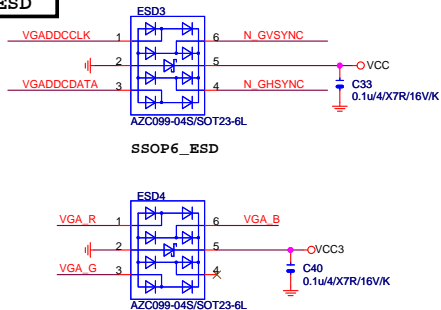 ESD
ESD3
VGADDCCLK 1 6 N_GVSYNC
2 5 VCC
VGADDCDATA 3 4 N_GHSYNC
C33
0.1u/4/X7R/16V/K
AZC099-04S/SOT23-6L
SSOP6_ESD
ESD4
VGA_R 1 6 VGA_B
2 5 VCC3
VGA_G 3 4
C40
0.1u/4/X7R/16V/K
AZC099-04S/SOT23-6L